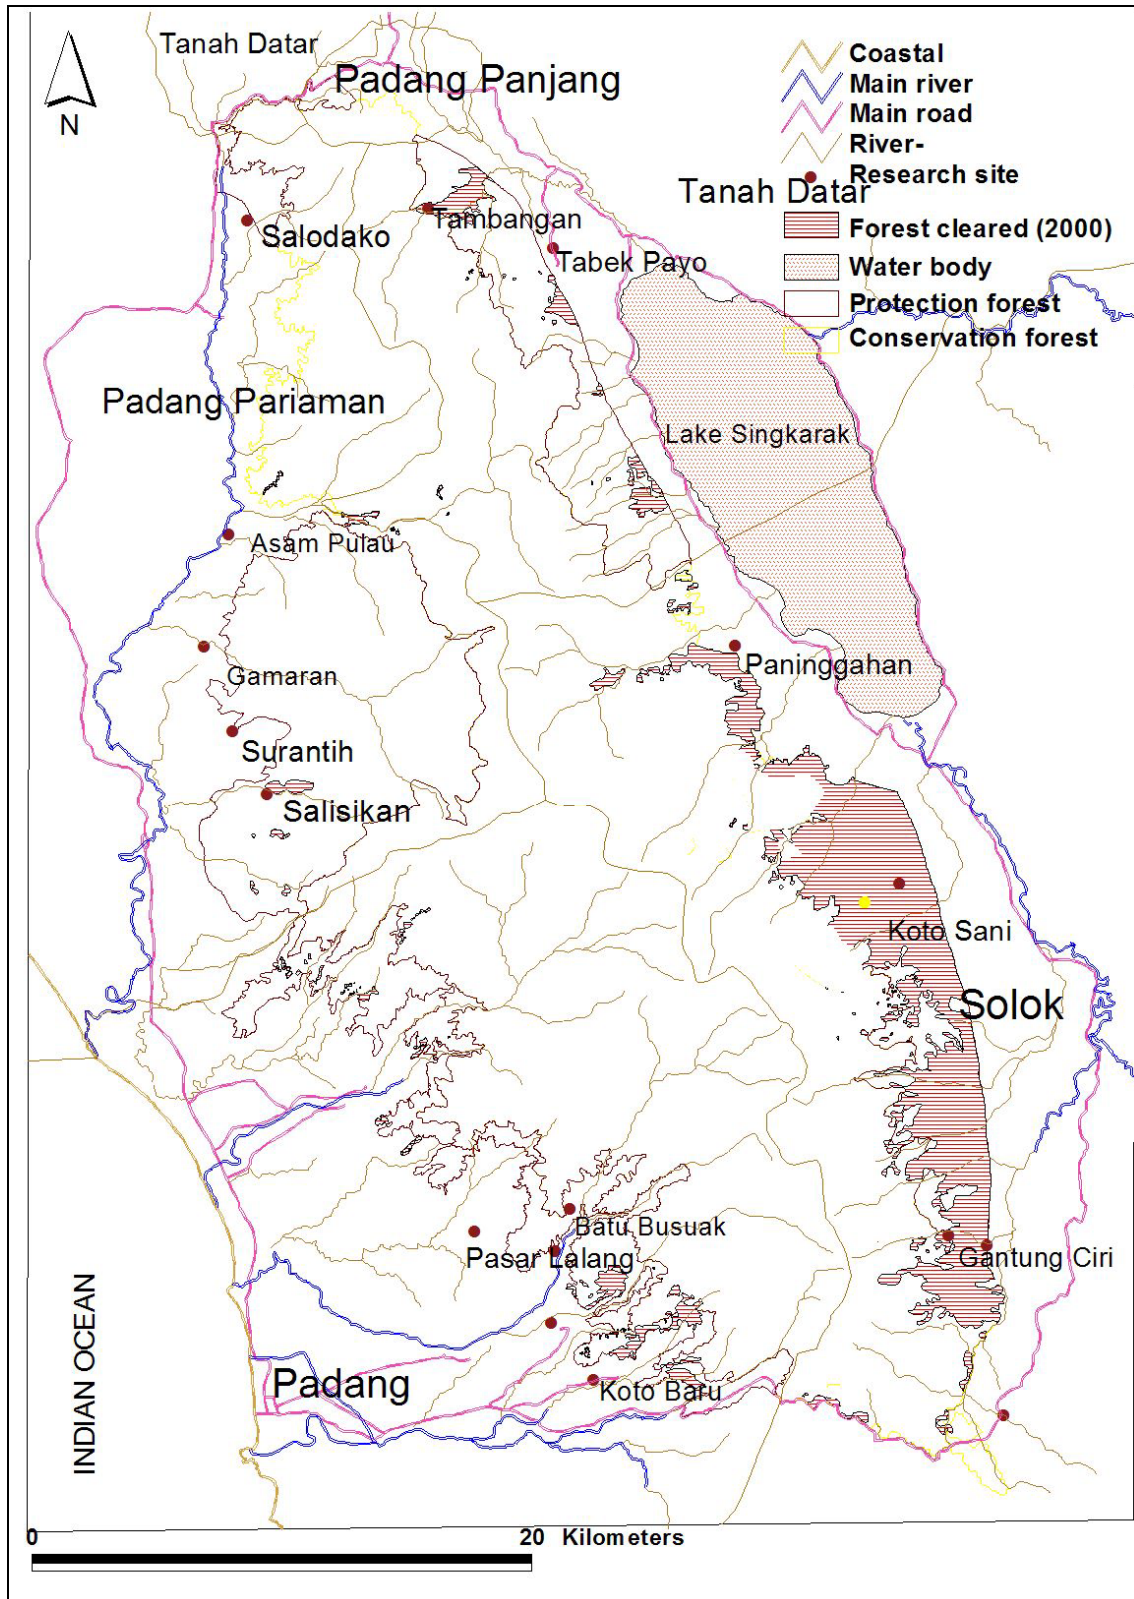 Tanah Datar
Padang Panjang
N
Coastal
Main river
Main road
River-
Research site
Tanah Datar
Forest cleared (2000)
Water body
Protection forest
Conservation forest
Salodako
Tambangan
Tabek Payo
Padang Pariaman
Lake Singkarak
Asam Pulau
Gamaran
Paninggahan
Surantih
Salisikan
Koto Sani
Solok
Batu Busuak
Pasar Lalang
Gantung Ciri
INDIAN OCEAN
Padang
Koto Baru
0 20 Kilometers